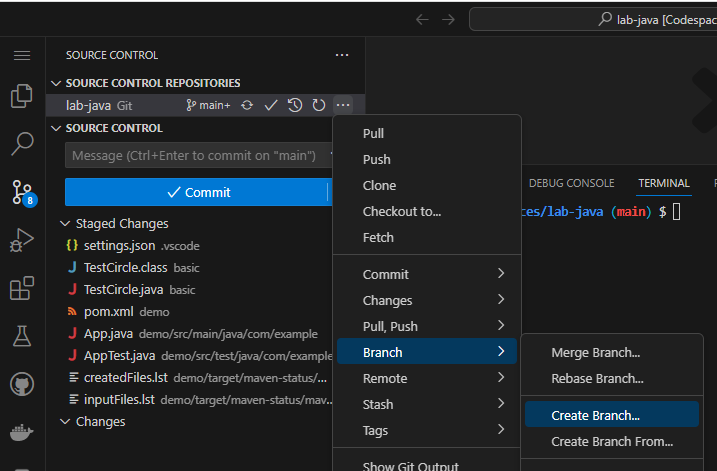 lab-java [Codespac
SOURCE CONTROL
SOURCE CONTROL REPOSITORIES
lab-java Git main+
SOURCE CONTROL
Message (Ctrl+Enter to commit on "main")
Commit
Staged Changes
settings.json .vscode
TestCircle.class basic
TestCircle.java basic
pom.xml demo
App.java demo/src/main/java/com/example
AppTest.java demo/src/test/java/com/example
createdFiles.lst demo/target/maven-status/...
inputFiles.lst demo/target/maven-status/mav...
Changes
8
Pull
Push
Clone
Checkout to...
Fetch
Commit
Changes
Pull, Push
Branch
Remote
Stash
Tags
Show Git Output
DEBUG CONSOLE
TERMINAL
ces/lab-java (main) $
Merge Branch...
Rebase Branch...
Create Branch...
Create Branch From...